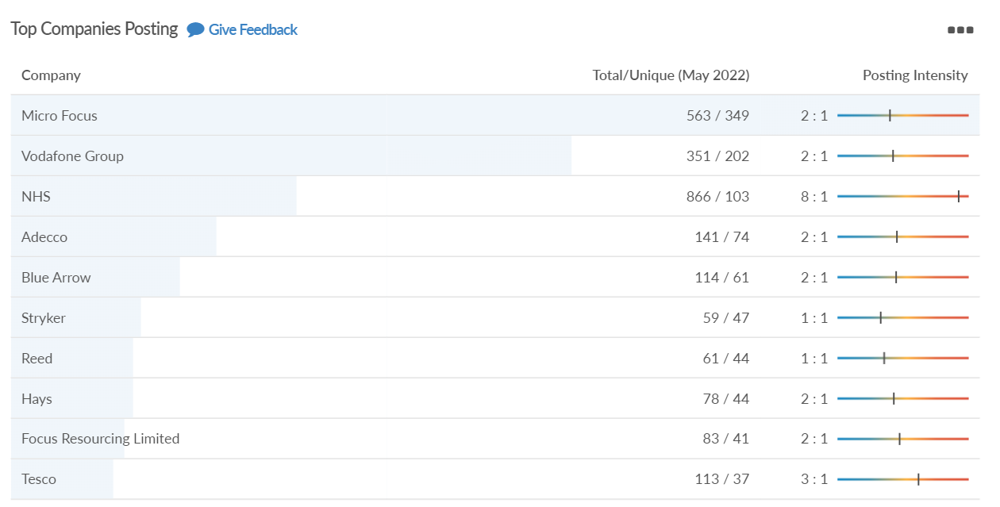 Top Companies Posting Give Feedback
Company Total/Unique (May 2022) Posting Intensity
Micro Focus 563 / 349 2 : 1
Vodafone Group 351 / 202 2 : 1
NHS 866 / 103 8 : 1
Adecco 141 / 74 2 : 1
Blue Arrow 114 / 61 2 : 1
Stryker 59 / 47 1 : 1
Reed 61 / 44 1 : 1
Hays 78 / 44 2 : 1
Focus Resourcing Limited 83 / 41 2 : 1
Tesco 113 / 37 3 : 1